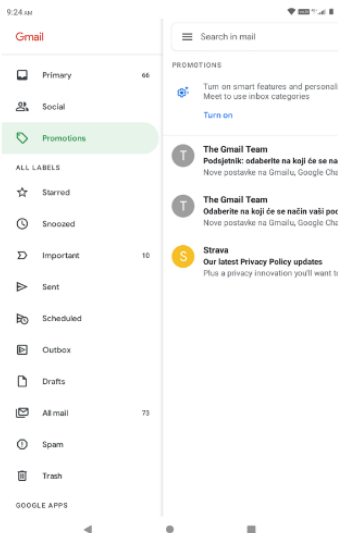 9:24 AM
Gmail
Primary 66
Social
Promotions
ALL LABELS
Starred
Snoozed
Important 10
Sent
Scheduled
Outbox
Drafts
All mail 73
Spam
Trash
GOOGLE APPS
Search in mail
PROMOTIONS
Turn on smart features and personali
Meet to use inbox categories
Turn on
T
The Gmail Team
Podsjetnik: odaberite na koji će se na
Nove postavke na Gmailu, Google Cha
T
The Gmail Team
Odaberite na koji će se način vaši pod
Nove postavke na Gmailu, Google Cha
S
Strava
Our latest Privacy Policy updates
Plus a privacy innovation you'll want to